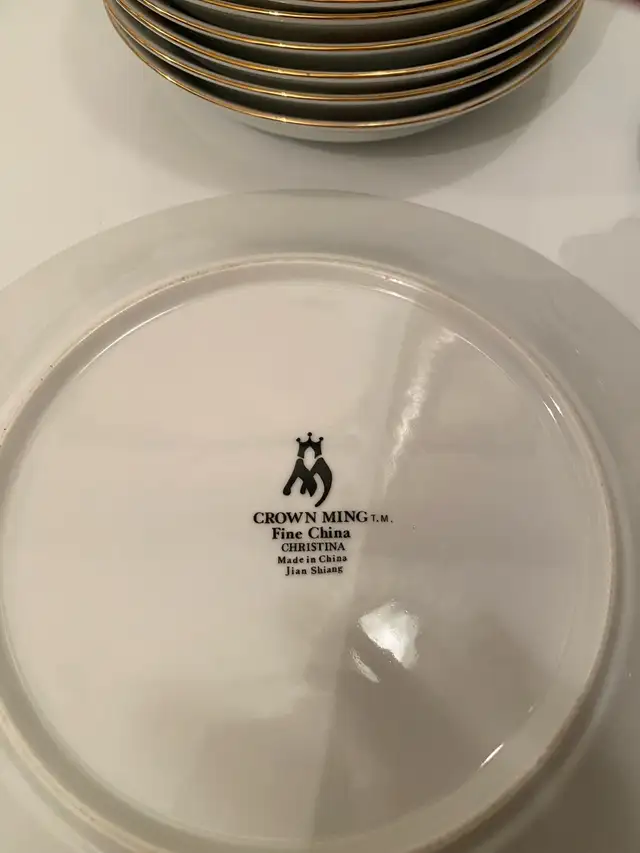 CROWN MING T.M.
Fine China
CHRISTINA
Made in China
Jian Shiang